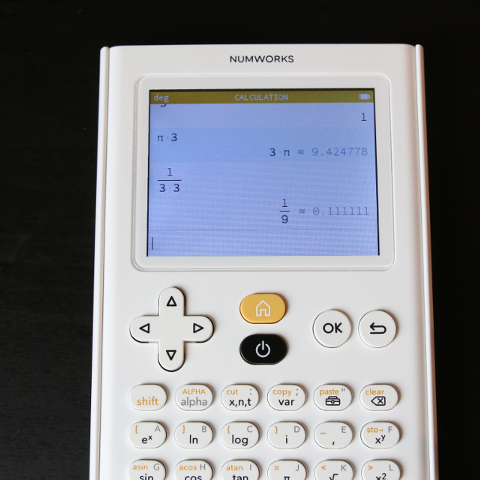 NUMWORKS
deg CALCULATION
3
1
π·3
3·π ≈ 9.424778
1
3·3
1
9
≈ 0.111111
OK
shift ALPHA alpha cut x,n,t : copy var ; paste " clear
[ A eˣ ] B ln { C log } D i _ E , sto→ F xʸ
asin G sin acos H cos atan I tan = J π < K √ > L x²